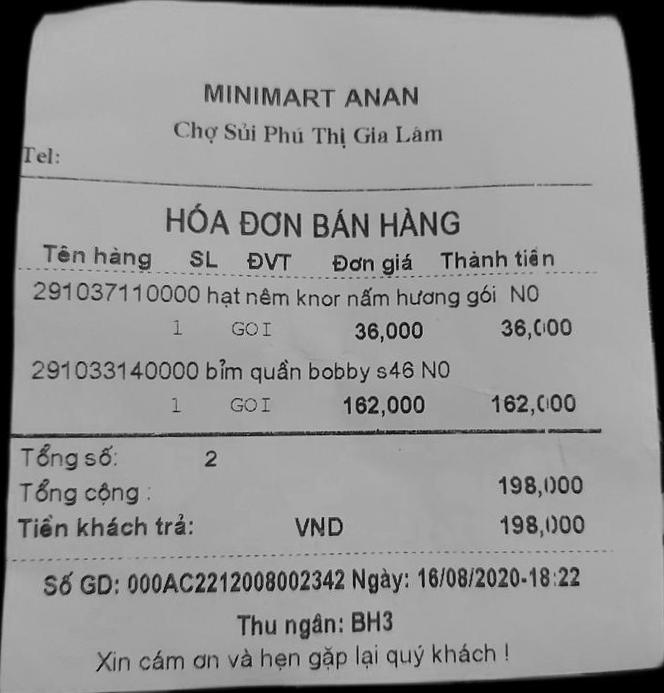 MINIMART ANAN
Chợ Sủi Phú Thị Gia Lâm
Tel:
HÓA ĐƠN BÁN HÀNG
Tên hàng SL ĐVT Đơn giá Thành tiền
291037110000 hạt nêm knor nấm hương gói N0
1 GOI 36,000 36,000
291033140000 bỉm quần bobby s46 N0
1 GOI 162,000 162,000
Tổng số: 2
Tổng cộng : 198,000
Tiền khách trả: VND 198,000
Số GD: 000AC2212008002342 Ngày: 16/08/2020-18:22
Thu ngân: BH3
Xin cám ơn và hẹn gặp lại quý khách !